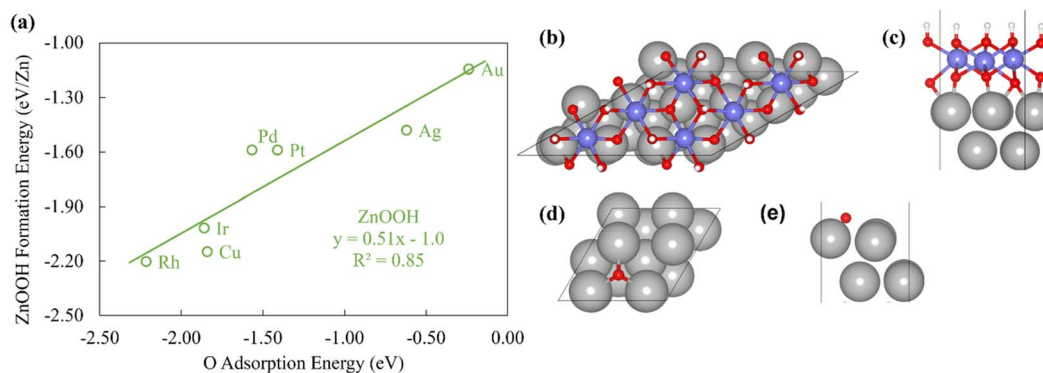 (a)
ZnOOH Formation Energy (eV/Zn)
-1.00
-1.30
-1.60
-1.90
-2.20
-2.50
Au
Ag
Pd
Pt
Ir
Cu
Rh
ZnOOH
y = 0.51x - 1.0
R² = 0.85
-2.50 -2.00 -1.50 -1.00 -0.50 0.00
O Adsorption Energy (eV)
(b)
(c)
(d)
(e)